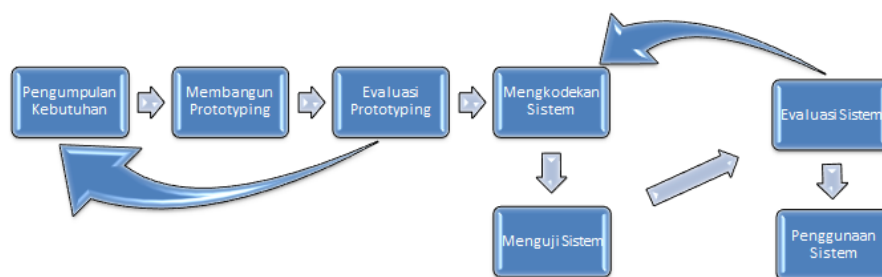 Pengumpulan
Kebutuhan
Membangun
Prototyping
Evaluasi
Prototyping
Mengkodekan
Sistem
Evaluasi Sistem
Menguji Sistem
Penggunaan
Sistem